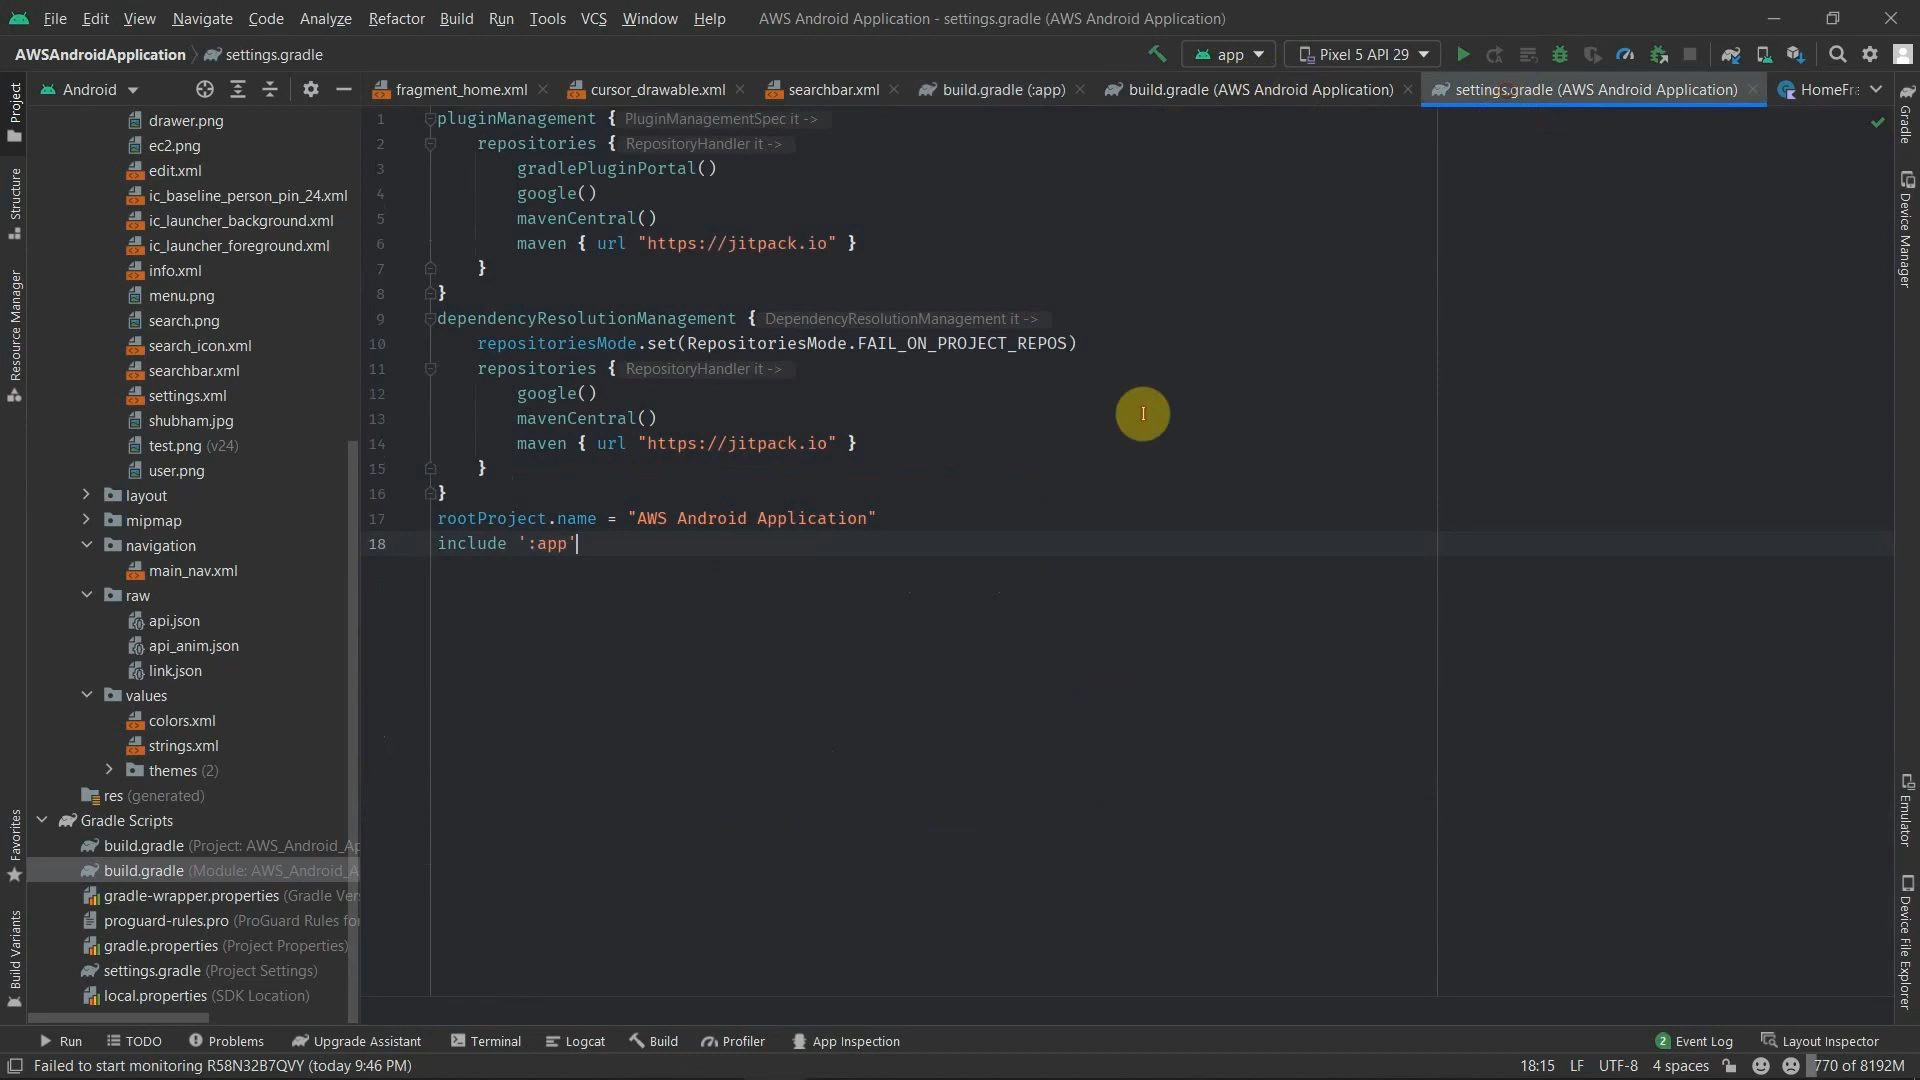 File Edit View Navigate Code Analyze Refactor Build Run Tools VCS Window Help AWS Android Application - settings.gradle (AWS Android Application)
AWSAndroidApplication settings.gradle app Pixel 5 API 29
Android fragment_home.xml cursor_drawable.xml searchbar.xml build.gradle (:app) build.gradle (AWS Android Application) settings.gradle (AWS Android Application) HomeFra
Project
Structure
Resource Manager
Favorites
Build Variants
drawer.png
ec2.png
edit.xml
ic_baseline_person_pin_24.xml
ic_launcher_background.xml
ic_launcher_foreground.xml
info.xml
menu.png
search.png
search_icon.xml
searchbar.xml
settings.xml
shubham.jpg
test.png (v24)
user.png
layout
mipmap
navigation
main_nav.xml
raw
api.json
api_anim.json
link.json
values
colors.xml
strings.xml
themes (2)
res (generated)
Gradle Scripts
build.gradle (Project: AWS_Android_Ap
build.gradle (Module: AWS_Android_A
gradle-wrapper.properties (Gradle Ver
proguard-rules.pro (ProGuard Rules fo
gradle.properties (Project Properties)
settings.gradle (Project Settings)
local.properties (SDK Location)
1 pluginManagement { PluginManagementSpec it ->
2 repositories { RepositoryHandler it ->
3 gradlePluginPortal()
4 google()
5 mavenCentral()
6 maven { url "https://jitpack.io" }
7 }
8 }
9 dependencyResolutionManagement { DependencyResolutionManagement it ->
10 repositoriesMode.set(RepositoriesMode.FAIL_ON_PROJECT_REPOS)
11 repositories { RepositoryHandler it ->
12 google()
13 mavenCentral()
14 maven { url "https://jitpack.io" }
15 }
16 }
17 rootProject.name = "AWS Android Application"
18 include ':app'
Gradle
Device Manager
Emulator
Device File Explorer
Run TODO Problems Upgrade Assistant Terminal Logcat Build Profiler App Inspection 2 Event Log Layout Inspector
Failed to start monitoring R58N32B7QVY (today 9:46 PM) 18:15 LF UTF-8 4 spaces 770 of 8192M